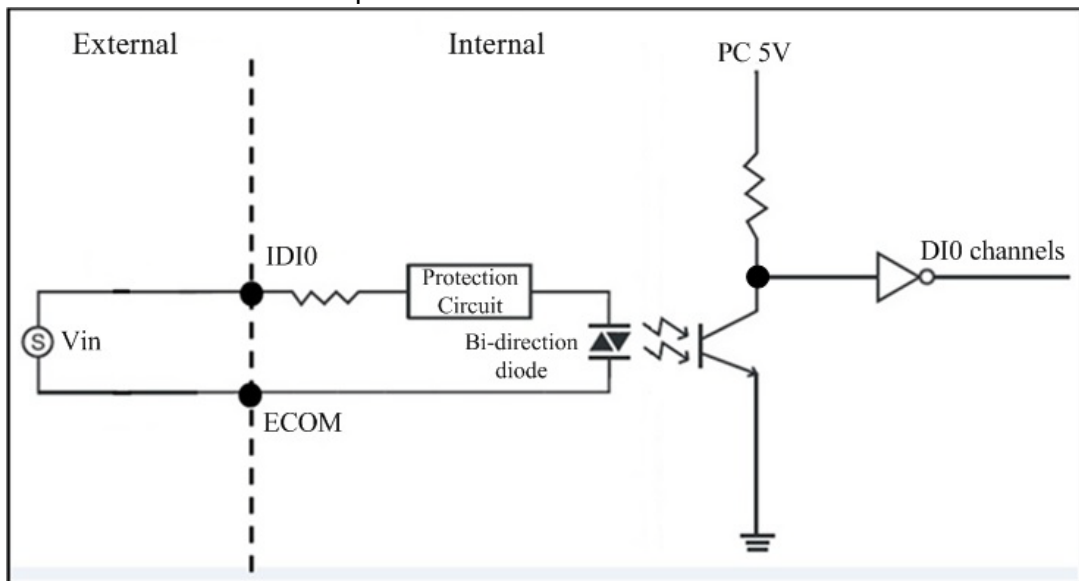 External
Internal
PC 5V
IDI0
Protection
Circuit
DI0 channels
S
Vin
Bi-direction
diode
ECOM